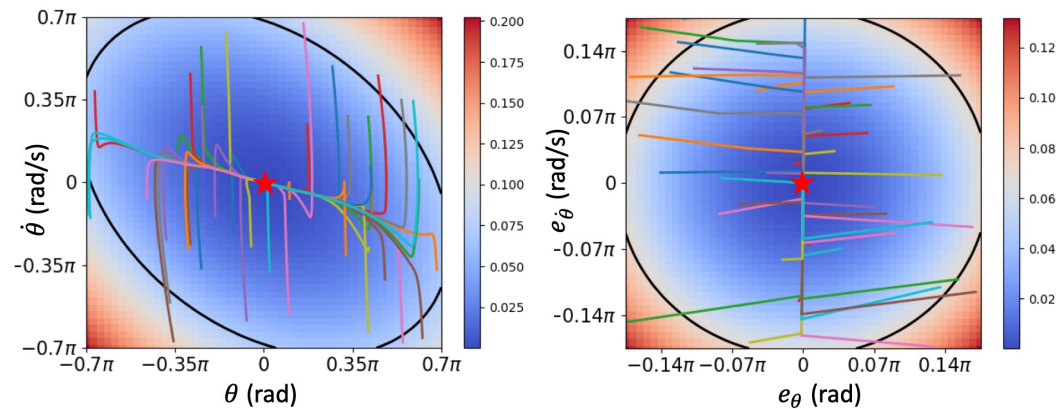 0.7π
0.35π
0
-0.35π
-0.7π
θ̇ (rad/s)
−0.7π
−0.35π
0
0.35π
0.7π
θ (rad)
0.200
0.175
0.150
0.125
0.100
0.075
0.050
0.025
0.14π
0.07π
0
-0.07π
-0.14π
e_θ̇ (rad/s)
−0.14π
−0.07π
0
0.07π
0.14π
e_θ (rad)
0.12
0.10
0.08
0.06
0.04
0.02